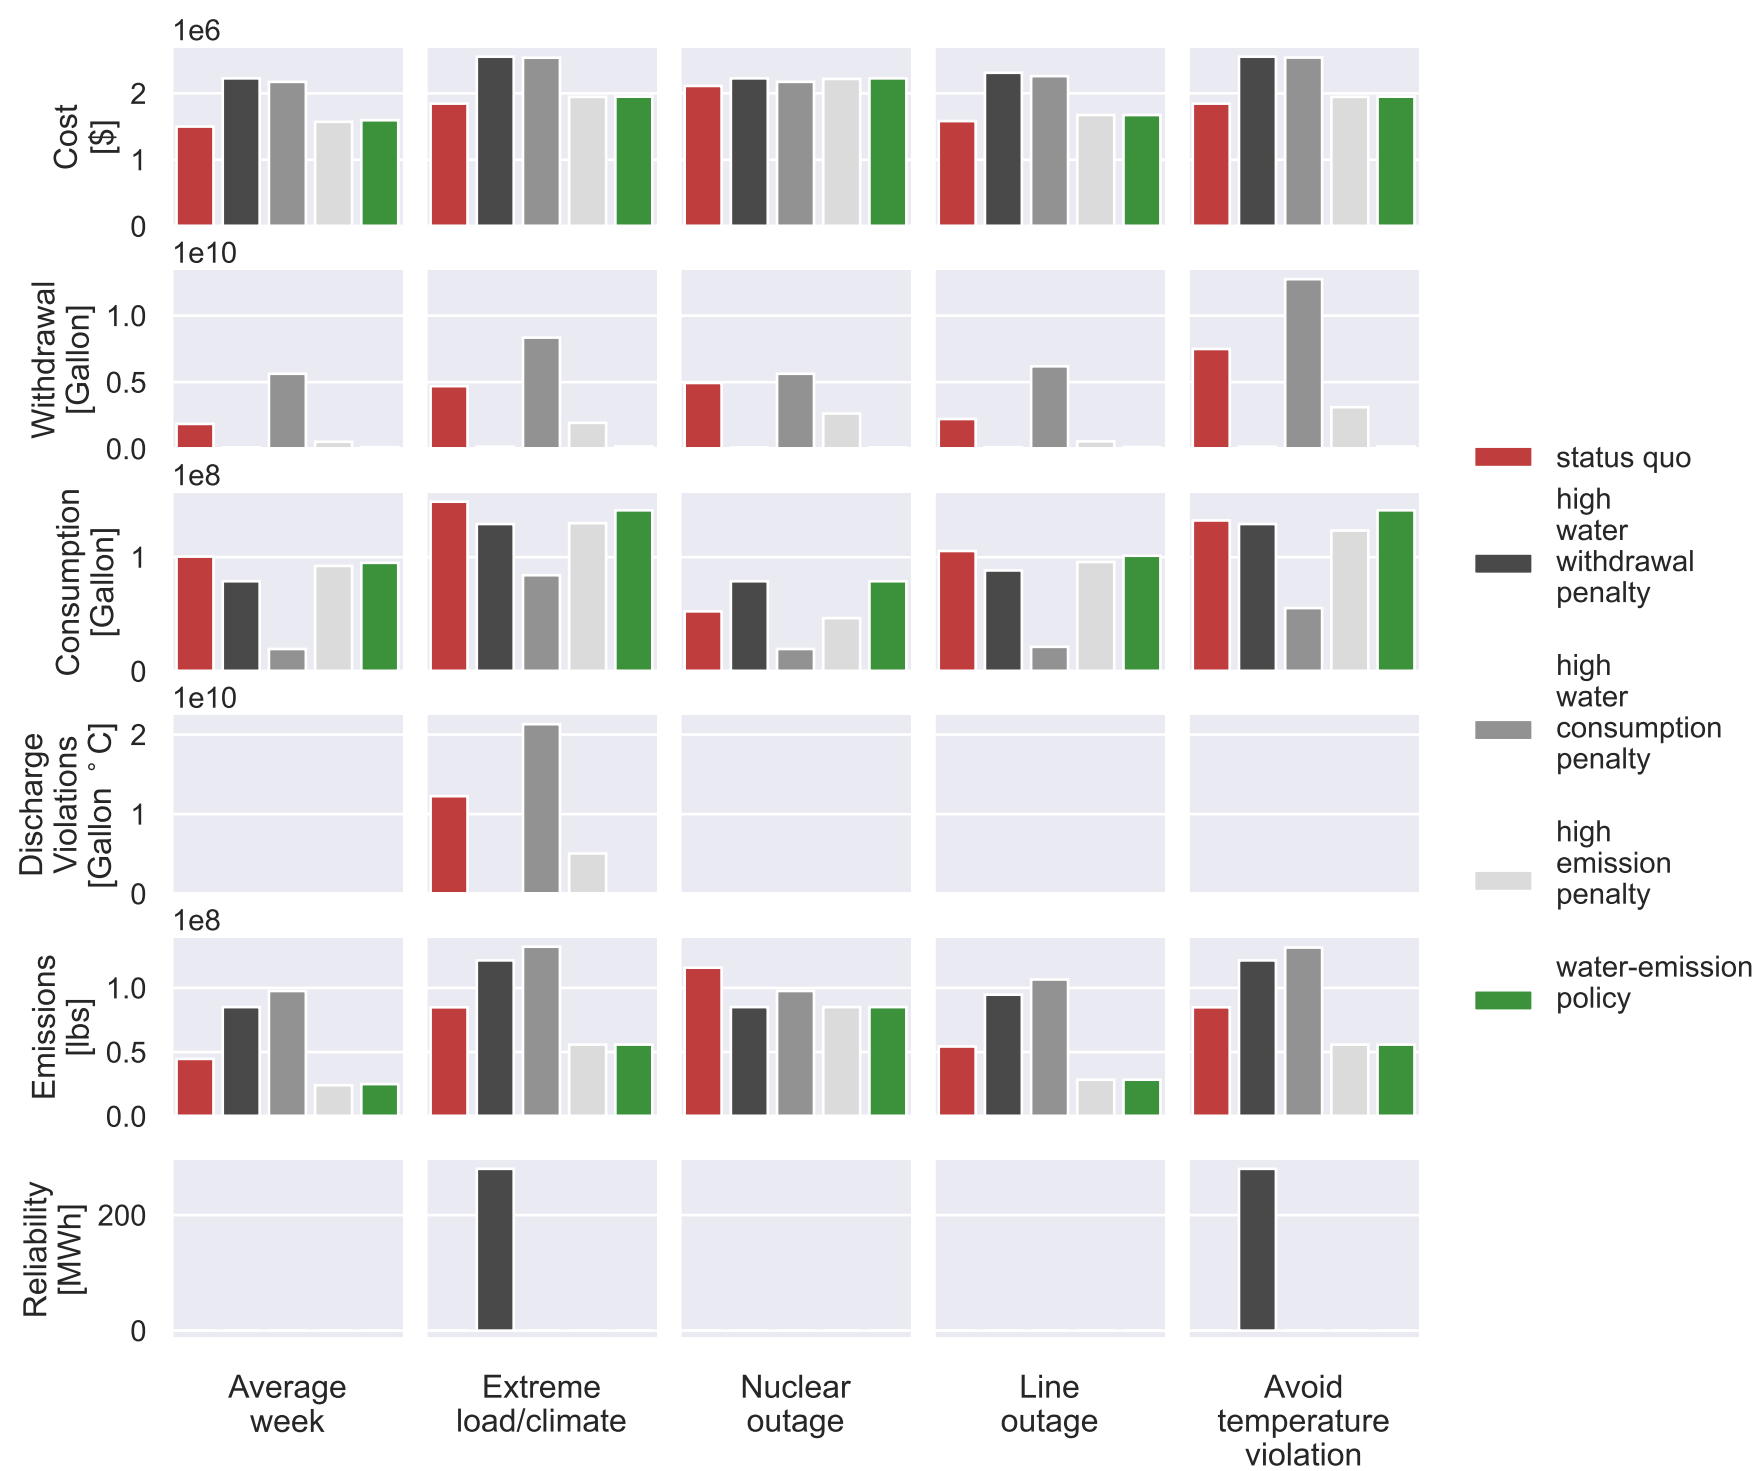 1e6
Cost
[$]
2
1
0
1e10
Withdrawal
[Gallon]
1.0
0.5
0.0
1e8
Consumption
[Gallon]
1
0
1e10
Discharge
Violations
[Gallon °C]
2
1
0
1e8
Emissions
[lbs]
1.0
0.5
0.0
Reliability
[MWh]
200
0
Average
week
Extreme
load/climate
Nuclear
outage
Line
outage
Avoid
temperature
violation
status quo
high
water
withdrawal
penalty
high
water
consumption
penalty
high
emission
penalty
water-emission
policy